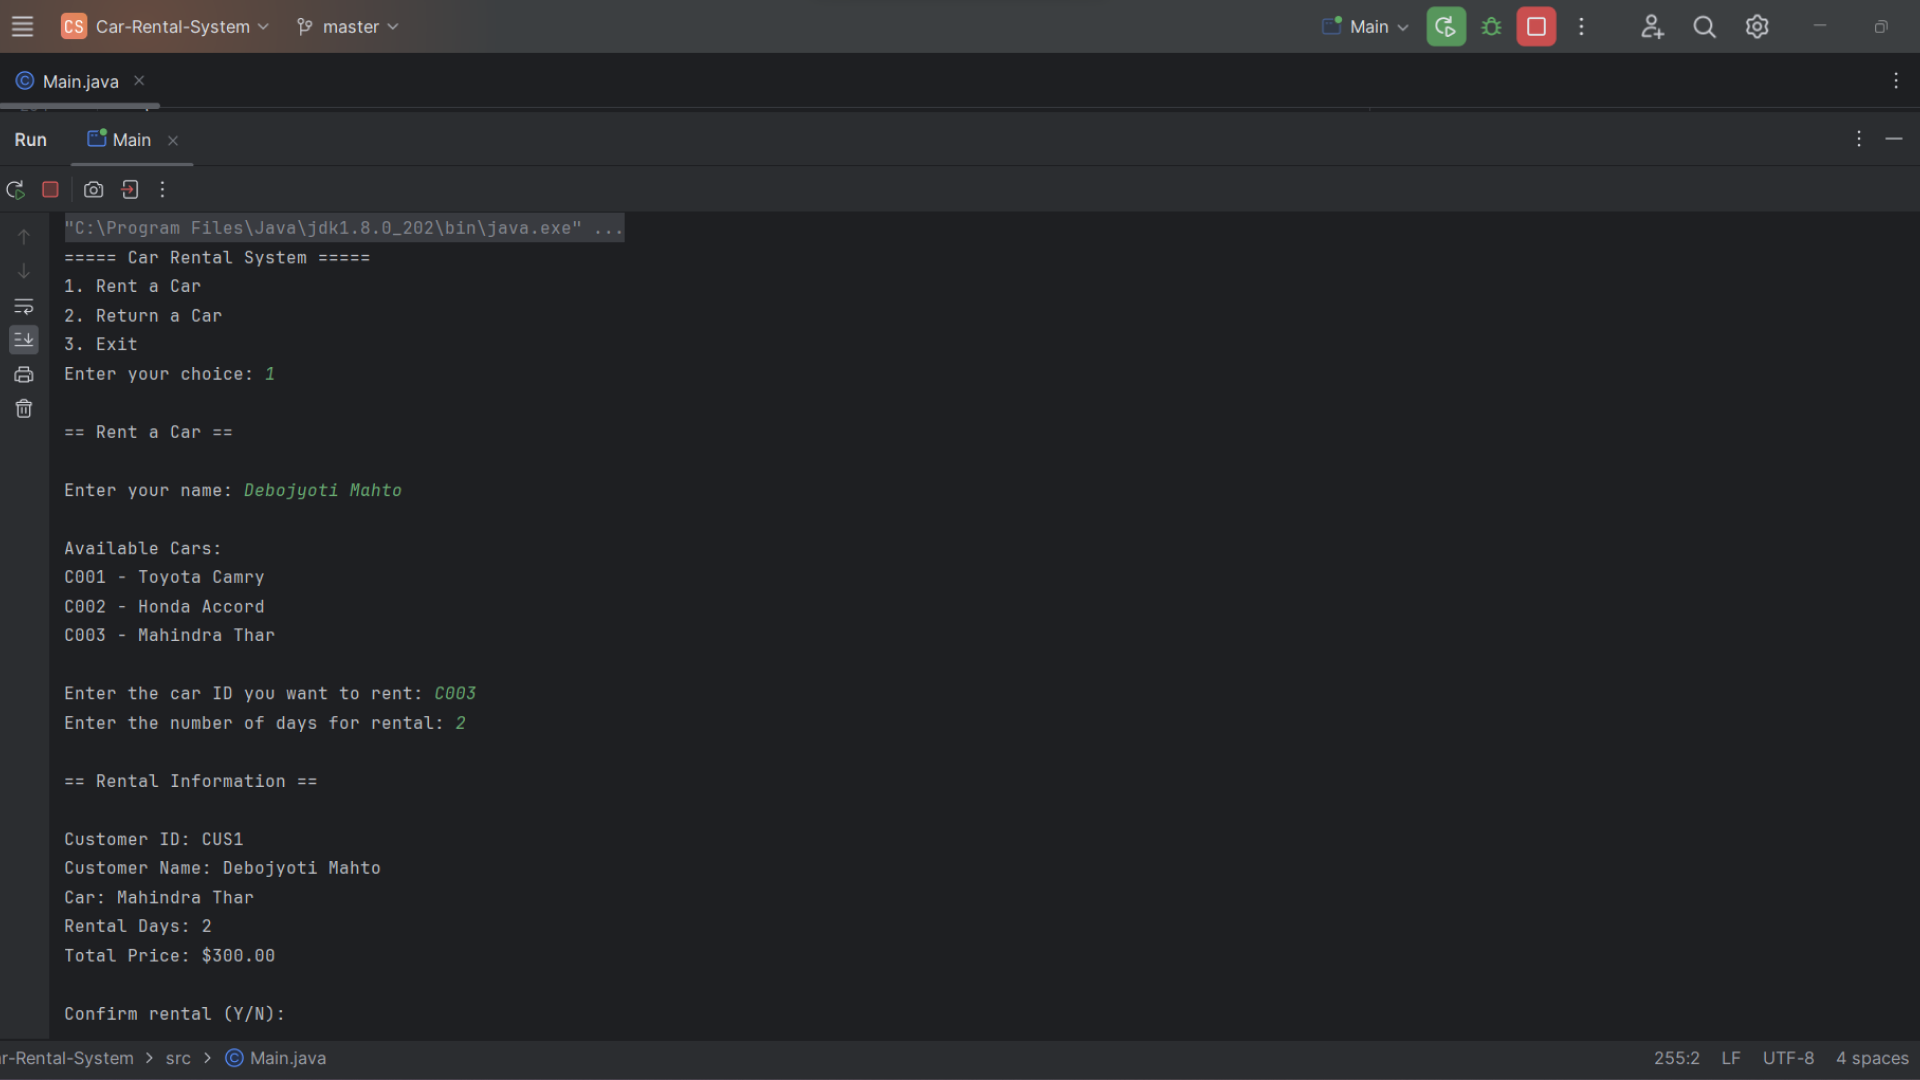 CS Car-Rental-System master Main
Main.java
Run Main
"C:\Program Files\Java\jdk1.8.0_202\bin\java.exe" ...
===== Car Rental System =====
1. Rent a Car
2. Return a Car
3. Exit
Enter your choice: 1
== Rent a Car ==
Enter your name: Debojyoti Mahto
Available Cars:
C001 - Toyota Camry
C002 - Honda Accord
C003 - Mahindra Thar
Enter the car ID you want to rent: C003
Enter the number of days for rental: 2
== Rental Information ==
Customer ID: CUS1
Customer Name: Debojyoti Mahto
Car: Mahindra Thar
Rental Days: 2
Total Price: $300.00
Confirm rental (Y/N):
r-Rental-System > src > Main.java 255:2 LF UTF-8 4 spaces